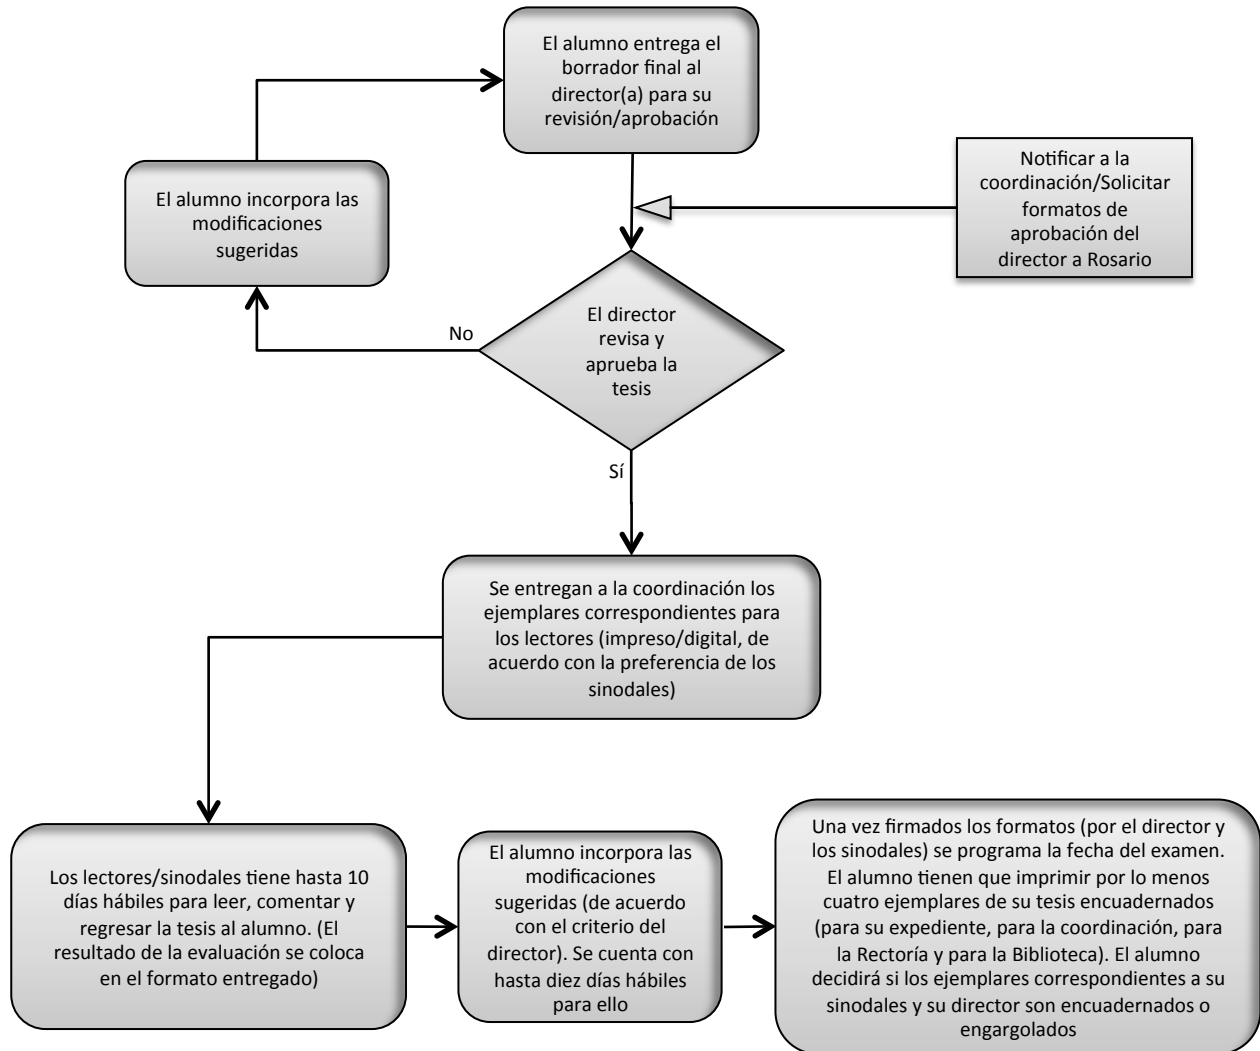 El alumno entrega el
borrador final al
director(a) para su
revisión/aprobación
Notificar a la
coordinación/Solicitar
formatos de
aprobación del
director a Rosario
El alumno incorpora las
modificaciones
sugeridas
El director
revisa y
aprueba la
tesis
No
Sí
Se entregan a la coordinación los
ejemplares correspondientes para
los lectores (impreso/digital, de
acuerdo con la preferencia de los
sinodales)
Los lectores/sinodales tiene hasta 10
días hábiles para leer, comentar y
regresar la tesis al alumno. (El
resultado de la evaluación se coloca
en el formato entregado)
El alumno incorpora las
modificaciones
sugeridas (de acuerdo
con el criterio del
director). Se cuenta con
hasta diez días hábiles
para ello
Una vez firmados los formatos (por el director y
los sinodales) se programa la fecha del examen.
El alumno tienen que imprimir por lo menos
cuatro ejemplares de su tesis encuadernados
(para su expediente, para la coordinación, para
la Rectoría y para la Biblioteca). El alumno
decidirá si los ejemplares correspondientes a su
sinodales y su director son encuadernados o
engargolados